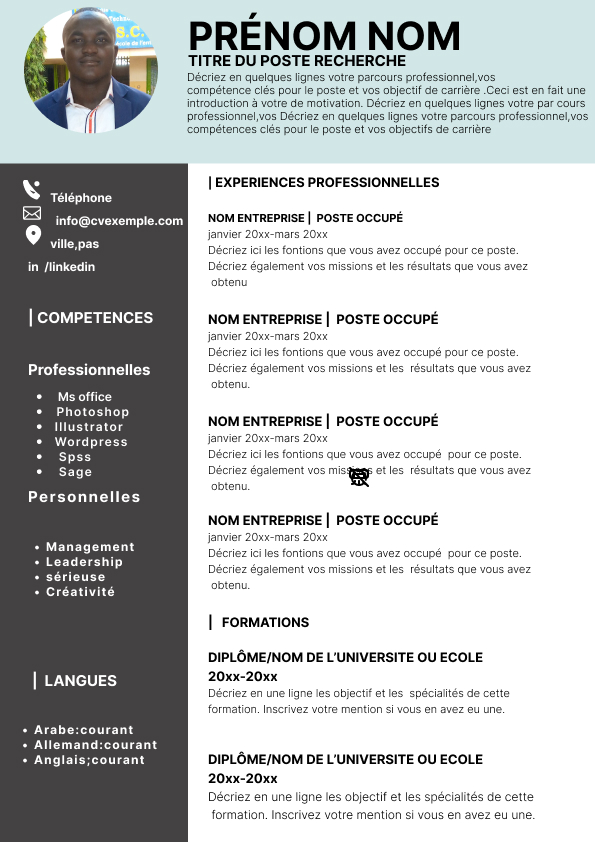 PRÉNOM NOM
TITRE DU POSTE RECHERCHE
Décriez en quelques lignes votre parcours professionnel,vos
compétence clés pour le poste et vos objectif de carrière .Ceci est en fait une
introduction à votre de motivation. Décriez en quelques lignes votre par cours
professionnel,vos Décriez en quelques lignes votre parcours professionnel,vos
compétences clés pour le poste et vos objectifs de carrière
Téléphone
info@cvexemple.com
ville,pas
in /linkedin
| COMPETENCES
Professionnelles
• Ms office
• Photoshop
• Illustrator
• Wordpress
• Spss
• Sage
Personnelles
• Management
• Leadership
• sérieuse
• Créativité
| LANGUES
• Arabe:courant
• Allemand:courant
• Anglais;courant
| EXPERIENCES PROFESSIONNELLES
NOM ENTREPRISE | POSTE OCCUPÉ
janvier 20xx-mars 20xx
Décriez ici les fontions que vous avez occupé pour ce poste.
Décriez également vos missions et les résultats que vous avez
obtenu
NOM ENTREPRISE | POSTE OCCUPÉ
janvier 20xx-mars 20xx
Décriez ici les fontions que vous avez occupé pour ce poste.
Décriez également vos missions et les résultats que vous avez
obtenu.
NOM ENTREPRISE | POSTE OCCUPÉ
janvier 20xx-mars 20xx
Décriez ici les fontions que vous avez occupé pour ce poste.
Décriez également vos missions et les résultats que vous avez
obtenu.
NOM ENTREPRISE | POSTE OCCUPÉ
janvier 20xx-mars 20xx
Décriez ici les fontions que vous avez occupé pour ce poste.
Décriez également vos missions et les résultats que vous avez
obtenu.
| FORMATIONS
DIPLÔME/NOM DE L'UNIVERSITE OU ECOLE
20xx-20xx
Décriez en une ligne les objectif et les spécialités de cette
formation. Inscrivez votre mention si vous en avez eu une.
DIPLÔME/NOM DE L'UNIVERSITE OU ECOLE
20xx-20xx
Décriez en une ligne les objectif et les spécialités de cette
formation. Inscrivez votre mention si vous en avez eu une.